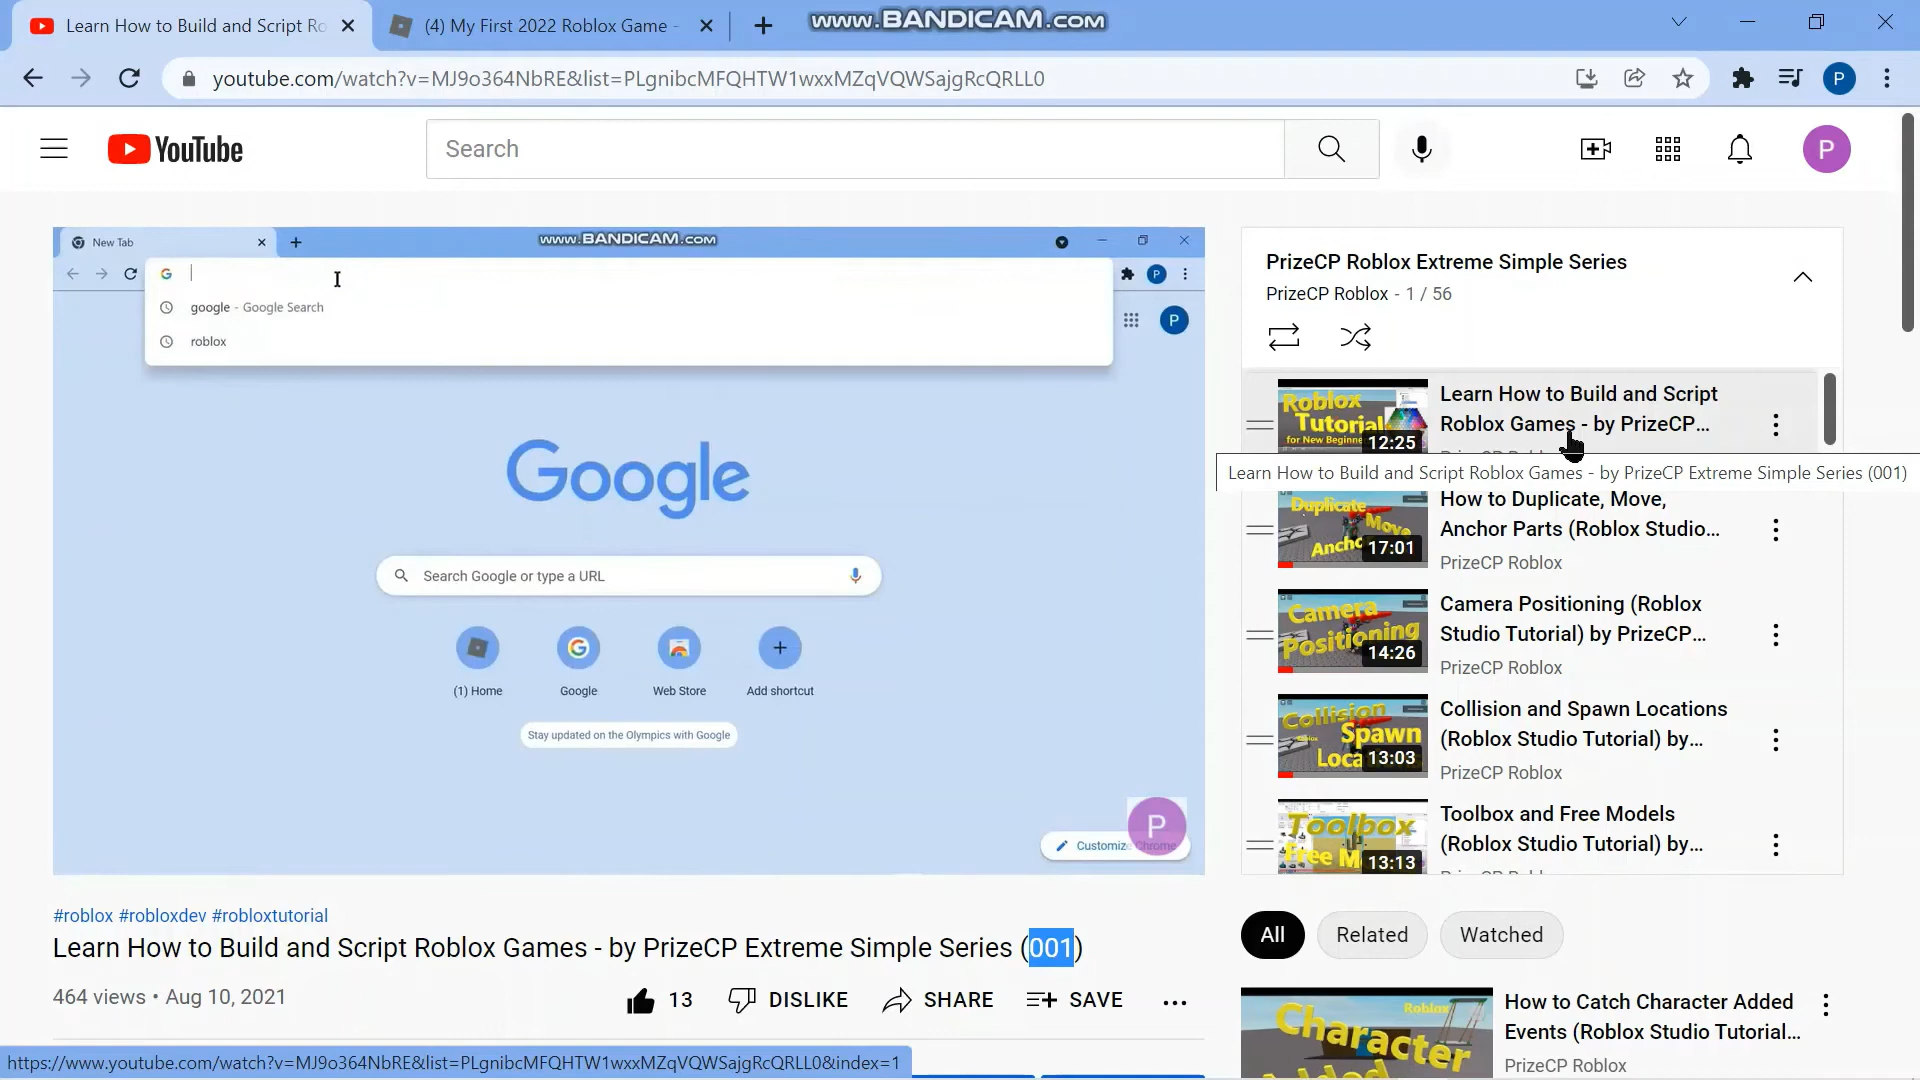 Learn How to Build and Script Ro
(4) My First 2022 Roblox Game -
www.BANDICAM.com
youtube.com/watch?v=MJ9o364NbRE&list=PLgnibcMFQHTW1wxxMZqVQWSajgRcQRLL0
P
YouTube
Search
P
New Tab
www.BANDICAM.com
P
google - Google Search
roblox
P
Google
Search Google or type a URL
(1) Home
Google
Web Store
Add shortcut
Stay updated on the Olympics with Google
P
Customize Chrome
PrizeCP Roblox Extreme Simple Series
PrizeCP Roblox - 1 / 56
Roblox
Tutorial
for New Beginne
12:25
Learn How to Build and Script
Roblox Games - by PrizeCP...
Learn How to Build and Script Roblox Games - by PrizeCP Extreme Simple Series (001)
Duplicate
Move
Ancho
17:01
How to Duplicate, Move,
Anchor Parts (Roblox Studio...
PrizeCP Roblox
Camera
Positioning
14:26
Camera Positioning (Roblox
Studio Tutorial) by PrizeCP...
PrizeCP Roblox
Collision
Spawn
Loca
13:03
Collision and Spawn Locations
(Roblox Studio Tutorial) by...
PrizeCP Roblox
Toolbox
Free M
13:13
Toolbox and Free Models
(Roblox Studio Tutorial) by...
#roblox #robloxdev #robloxtutorial
Learn How to Build and Script Roblox Games - by PrizeCP Extreme Simple Series (001)
464 views • Aug 10, 2021
13
DISLIKE
SHARE
SAVE
All
Related
Watched
Roblox
Character
Added
How to Catch Character Added
Events (Roblox Studio Tutorial...
PrizeCP Roblox
https://www.youtube.com/watch?v=MJ9o364NbRE&list=PLgnibcMFQHTW1wxxMZqVQWSajgRcQRLL0&index=1